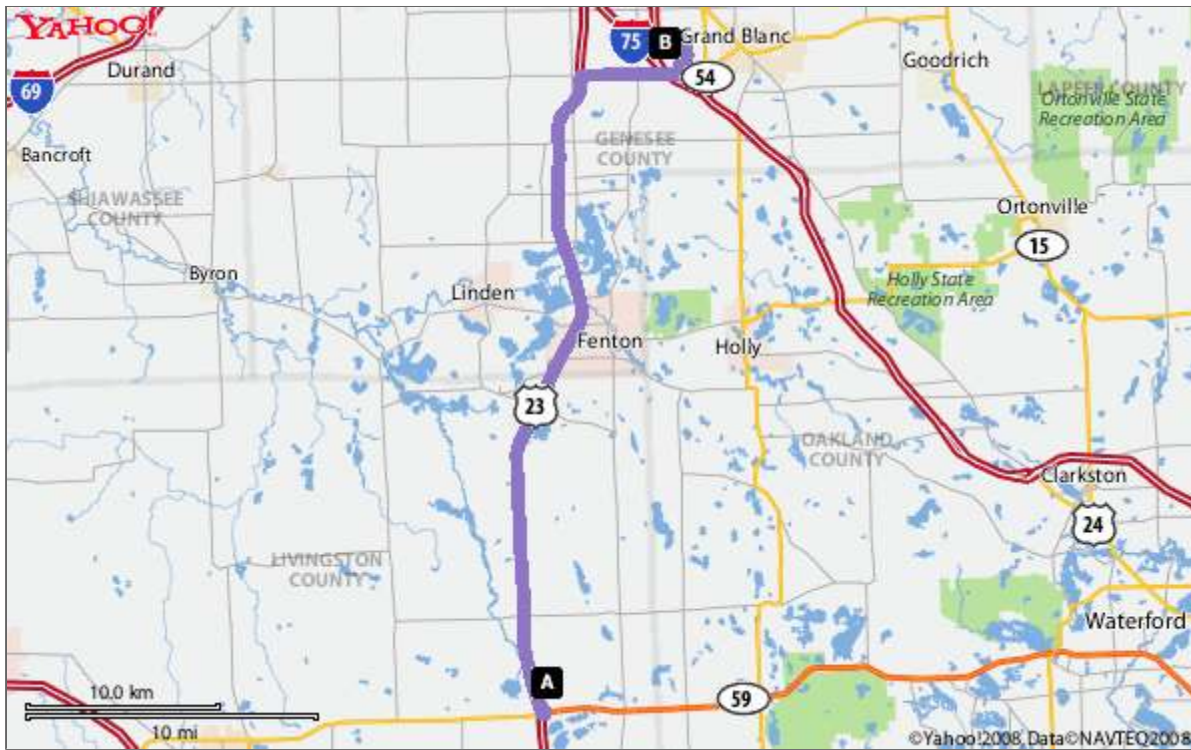 YAHOO!
Durand
69
Bancroft
SHIAWASSEE
COUNTY
Byron
Linden
75
B
Grand Blanc
54
GENESEE
COUNTY
Goodrich
LAPEER COUNTY
Ortonville State
Recreation Area
Ortonville
15
Holly State
Recreation Area
Fenton
Holly
23
OAKLAND
COUNTY
Clarkston
24
LIVINGSTON
COUNTY
Waterford
A
59
10.0 km
10 mi
©Yahoo!2008, Data©NAVTEQ2008